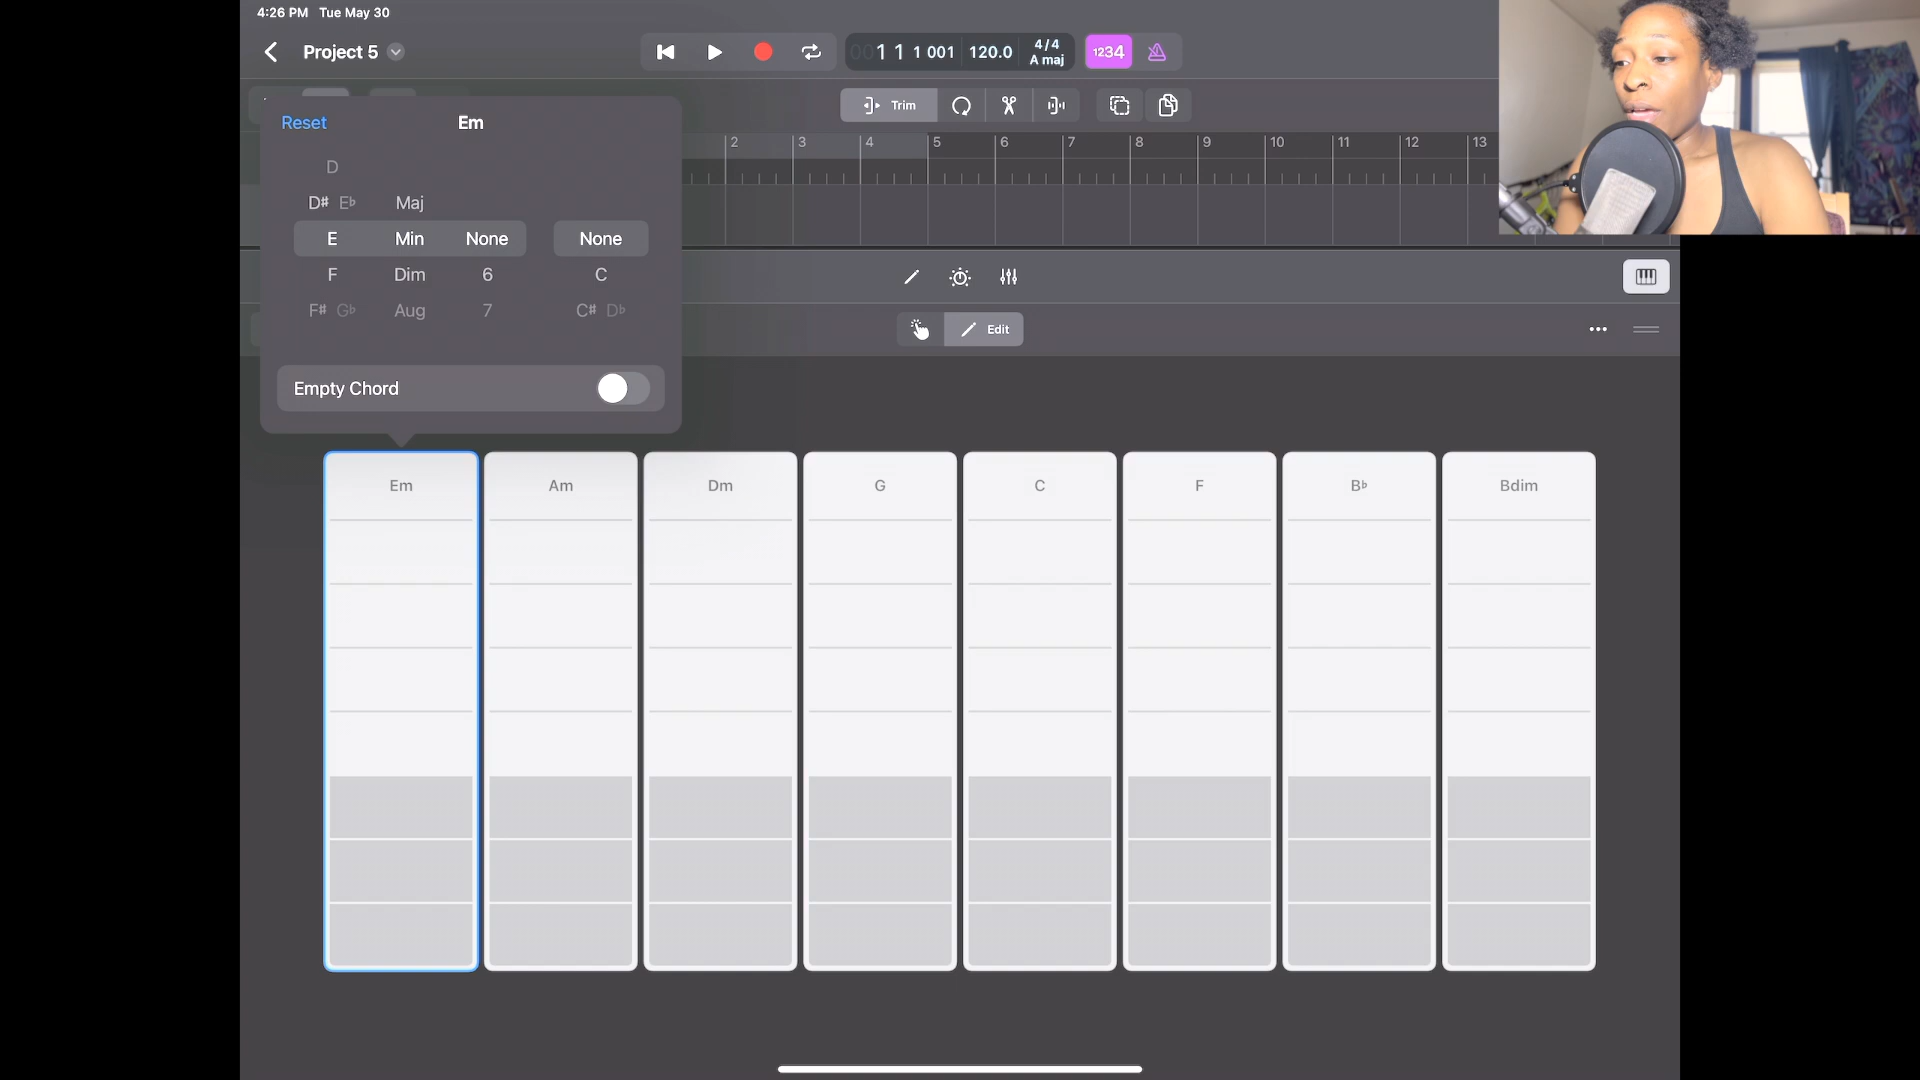 4:26 PM Tue May 30
Project 5
00 1 1 1 001 120.0 4/4 A maj 1234
Trim
Reset Em
2 3 4 5 6 7 8 9 10 11 12 13
D
D# E♭ Maj
E Min None None
F Dim 6 C
F# G♭ Aug 7 C# D♭
Edit
Empty Chord
Em Am Dm G C F B♭ Bdim